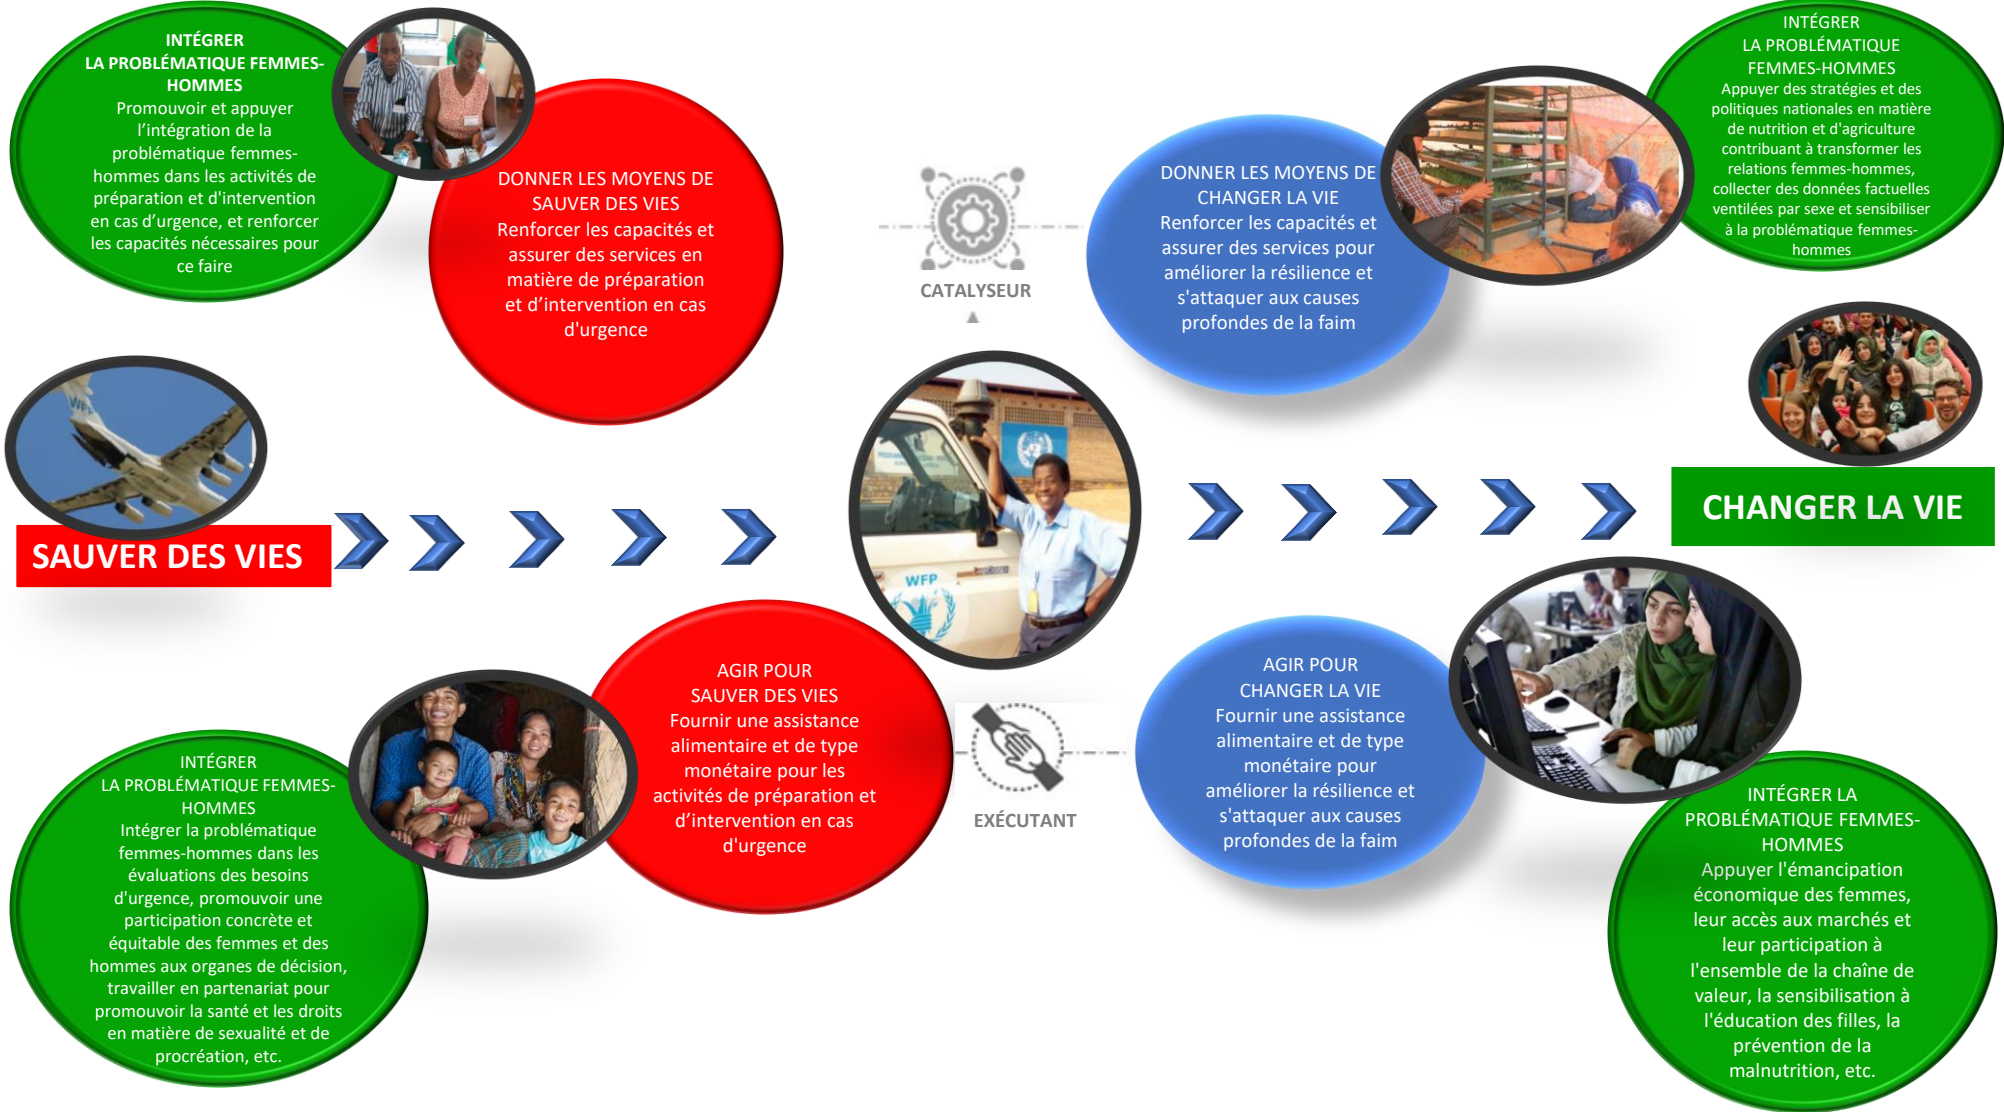 INTÉGRER
LA PROBLÉMATIQUE FEMMES-
HOMMES
Promouvoir et appuyer
l'intégration de la
problématique femmes-
hommes dans les activités de
préparation et d'intervention
en cas d'urgence, et renforcer
les capacités nécessaires pour
ce faire
DONNER LES MOYENS DE
SAUVER DES VIES
Renforcer les capacités et
assurer des services en
matière de préparation
et d'intervention en cas
d'urgence
CATALYSEUR
DONNER LES MOYENS DE
CHANGER LA VIE
Renforcer les capacités et
assurer des services pour
améliorer la résilience et
s'attaquer aux causes
profondes de la faim
INTÉGRER
LA PROBLÉMATIQUE
FEMMES-HOMMES
Appuyer des stratégies et des
politiques nationales en matière
de nutrition et d'agriculture
contribuant à transformer les
relations femmes-hommes,
collecter des données factuelles
ventilées par sexe et sensibiliser
à la problématique femmes-
hommes
WFP
SAUVER DES VIES
WFP
CHANGER LA VIE
INTÉGRER
LA PROBLÉMATIQUE FEMMES-
HOMMES
Intégrer la problématique
femmes-hommes dans les
évaluations des besoins
d'urgence, promouvoir une
participation concrète et
équitable des femmes et des
hommes aux organes de décision,
travailler en partenariat pour
promouvoir la santé et les droits
en matière de sexualité et de
procréation, etc.
AGIR POUR
SAUVER DES VIES
Fournir une assistance
alimentaire et de type
monétaire pour les
activités de préparation et
d'intervention en cas
d'urgence
EXÉCUTANT
AGIR POUR
CHANGER LA VIE
Fournir une assistance
alimentaire et de type
monétaire pour
améliorer la résilience et
s'attaquer aux causes
profondes de la faim
INTÉGRER LA
PROBLÉMATIQUE FEMMES-
HOMMES
Appuyer l'émancipation
économique des femmes,
leur accès aux marchés et
leur participation à
l'ensemble de la chaîne de
valeur, la sensibilisation à
l'éducation des filles, la
prévention de la
malnutrition, etc.